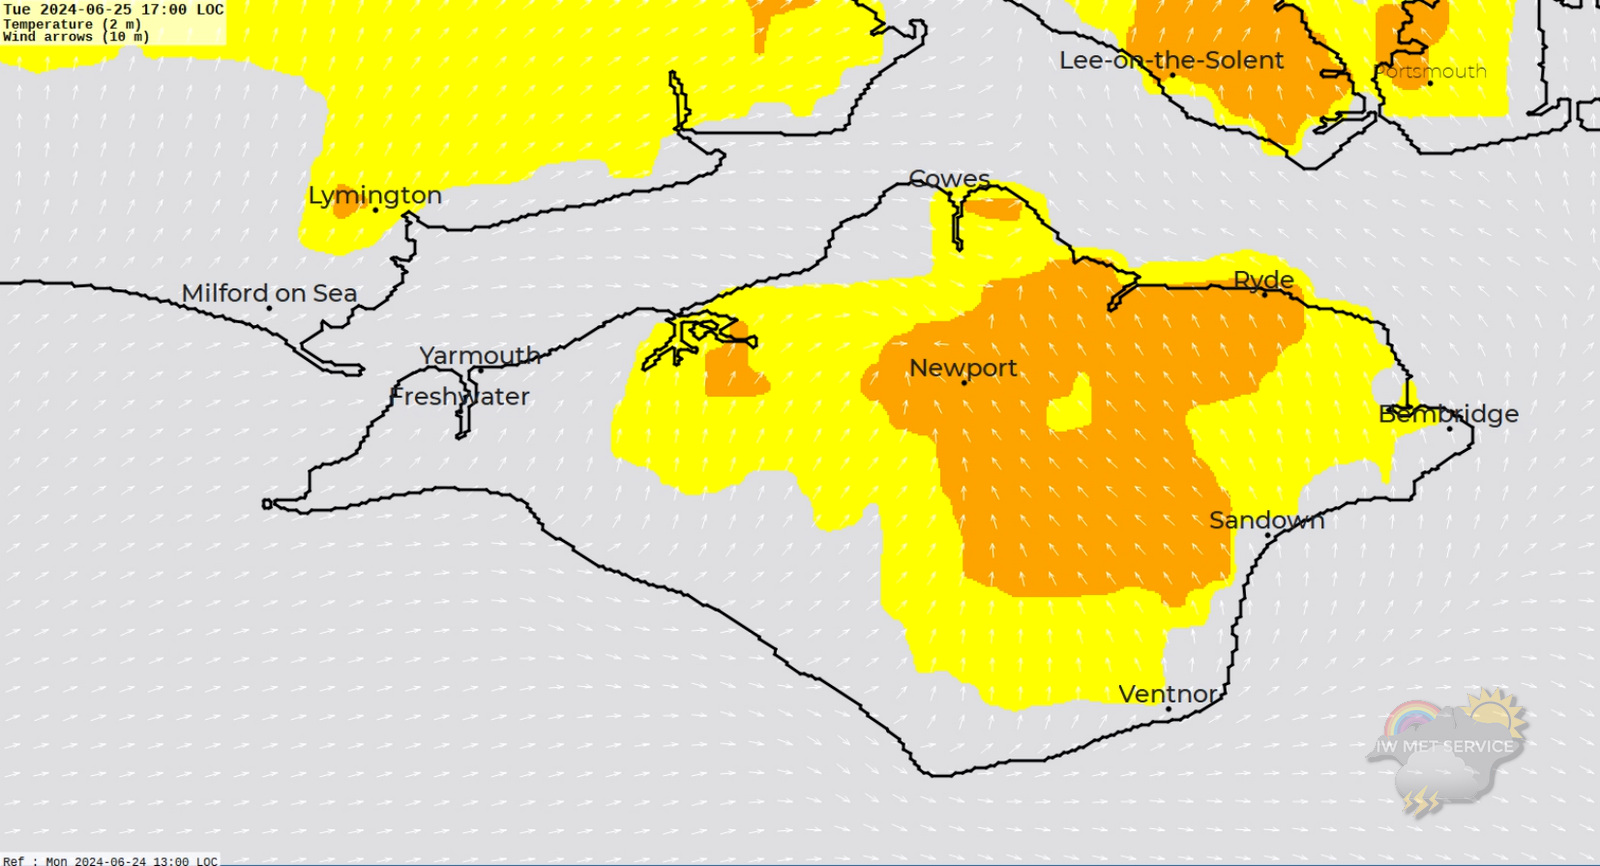 Tue 2024-06-25 17:00 LOC
Temperature (2 m)
Wind arrows (10 m)
Lee-on-the-Solent
Portsmouth
Cowes
Lymington
Ryde
Milford on Sea
Yarmouth
Newport
Freshwater
Bembridge
Sandown
Ventnor
IW MET SERVICE
Ref : Mon 2024-06-24 13:00 LOC